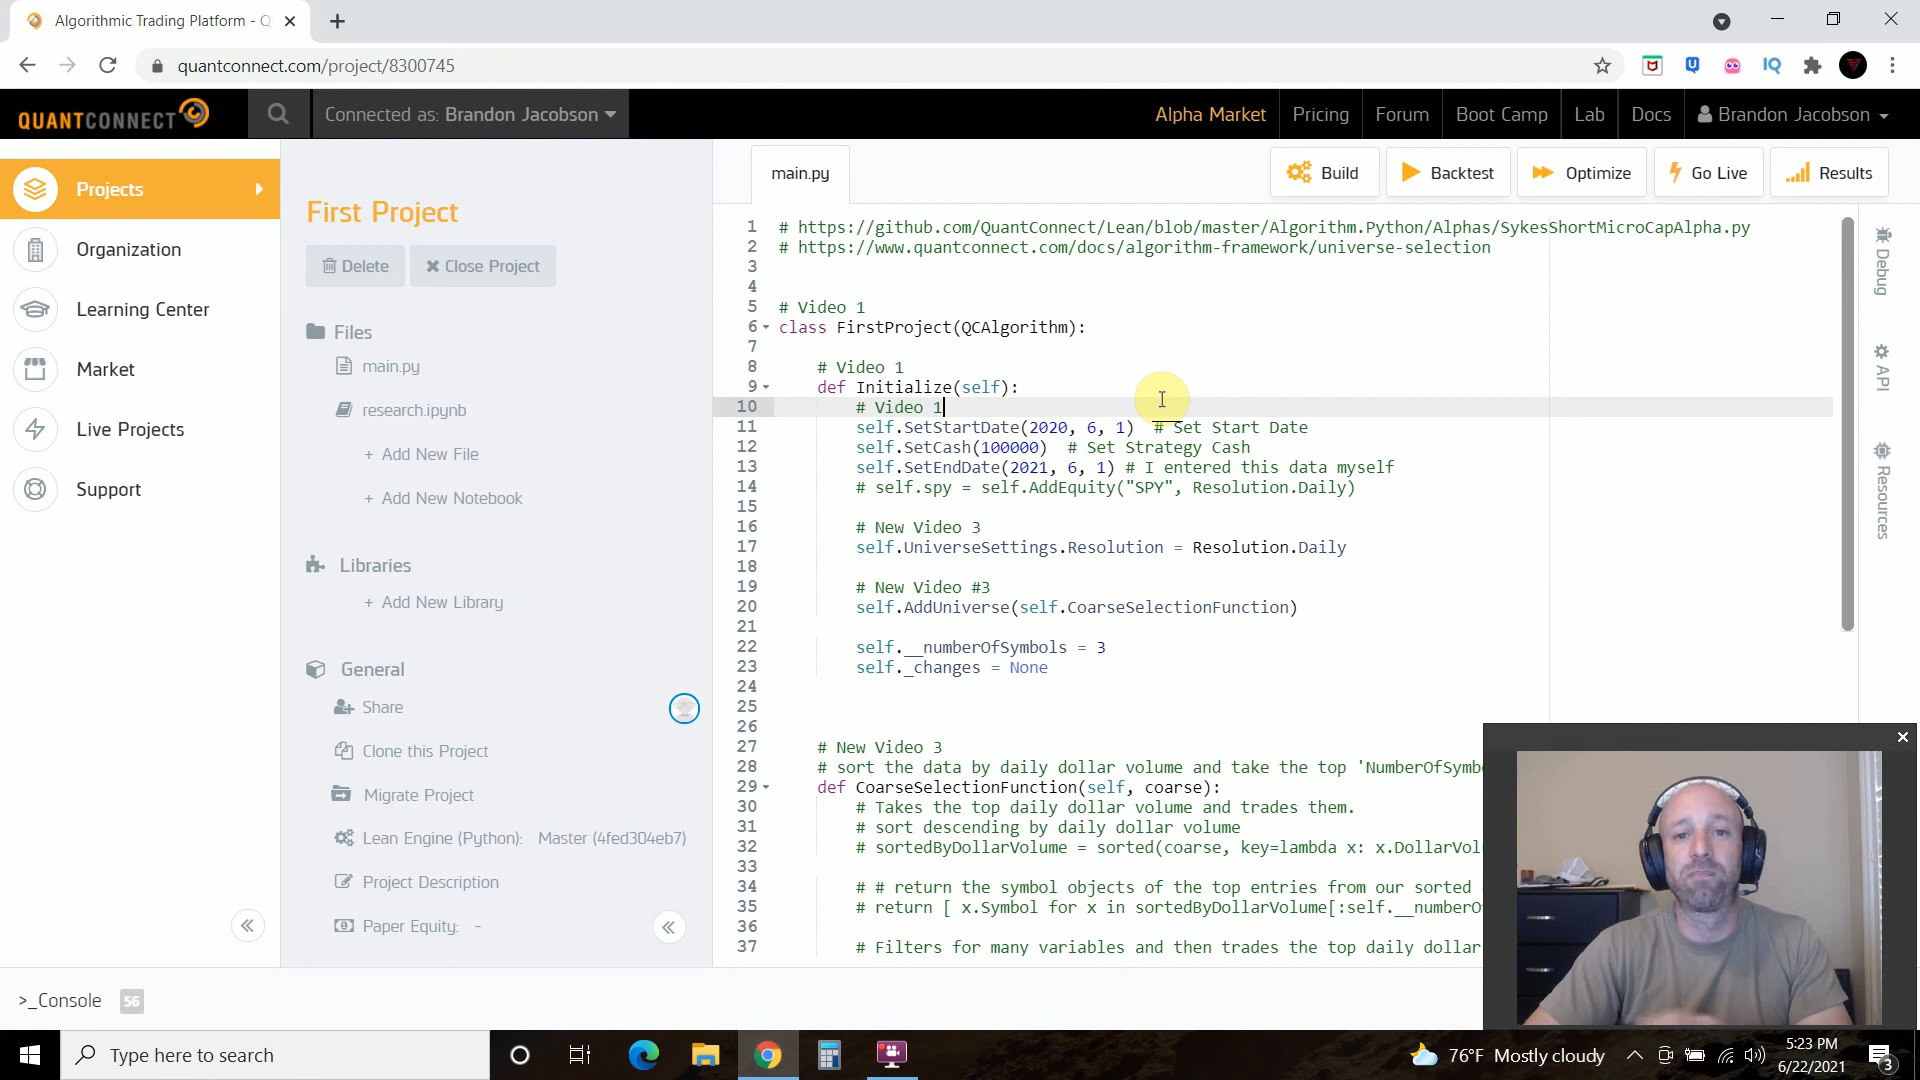 Algorithmic Trading Platform - Q
quantconnect.com/project/8300745
QUANTCONNECT
Connected as: Brandon Jacobson
Alpha Market
Pricing
Forum
Boot Camp
Lab
Docs
Brandon Jacobson
Projects
Organization
Learning Center
Market
Live Projects
Support
First Project
Delete
Close Project
Files
main.py
research.ipynb
+ Add New File
+ Add New Notebook
Libraries
+ Add New Library
General
Share
Clone this Project
Migrate Project
Lean Engine (Python): Master (4fed304eb7)
Project Description
Paper Equity: -
main.py
Build
Backtest
Optimize
Go Live
Results
1 # https://github.com/QuantConnect/Lean/blob/master/Algorithm.Python/Alphas/SykesShortMicroCapAlpha.py
2 # https://www.quantconnect.com/docs/algorithm-framework/universe-selection
3
4
5 # Video 1
6 class FirstProject(QCAlgorithm):
7
8 # Video 1
9 def Initialize(self):
10 # Video 1
11 self.SetStartDate(2020, 6, 1) # Set Start Date
12 self.SetCash(100000) # Set Strategy Cash
13 self.SetEndDate(2021, 6, 1) # I entered this data myself
14 # self.spy = self.AddEquity("SPY", Resolution.Daily)
15
16 # New Video 3
17 self.UniverseSettings.Resolution = Resolution.Daily
18
19 # New Video #3
20 self.AddUniverse(self.CoarseSelectionFunction)
21
22 self.__numberOfSymbols = 3
23 self._changes = None
24
25
26
27 # New Video 3
28 # sort the data by daily dollar volume and take the top 'NumberOfSymb
29 def CoarseSelectionFunction(self, coarse):
30 # Takes the top daily dollar volume and trades them.
31 # sort descending by daily dollar volume
32 # sortedByDollarVolume = sorted(coarse, key=lambda x: x.DollarVol
33
34 # # return the symbol objects of the top entries from our sorted
35 # return [ x.Symbol for x in sortedByDollarVolume[:self.__numberO
36
37 # Filters for many variables and then trades the top daily dollar
Debug
API
Resources
>_Console 56
Type here to search
76°F Mostly cloudy
5:23 PM
6/22/2021
3